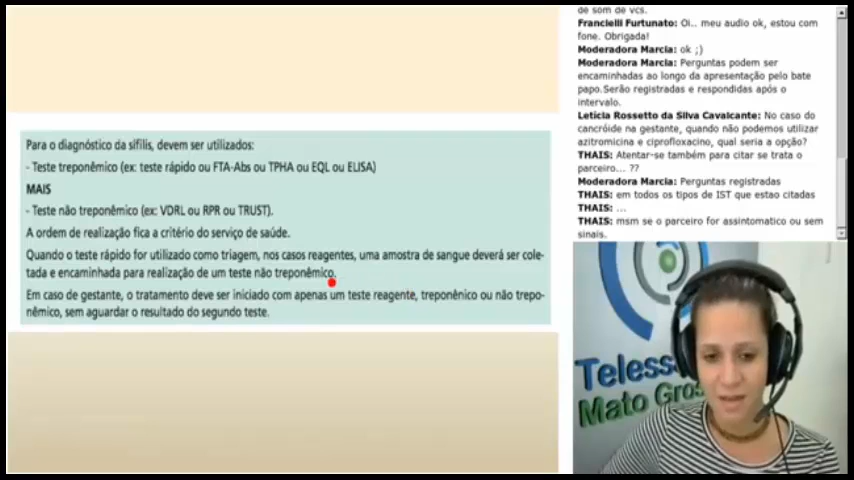 Para o diagnóstico da sífilis, devem ser utilizados:
- Teste treponêmico (ex: teste rápido ou FTA-Abs ou TPHA ou EQL ou ELISA)
MAIS
- Teste não treponêmico (ex: VDRL ou RPR ou TRUST).
A ordem de realização fica a critério do serviço de saúde.
Quando o teste rápido for utilizado como triagem, nos casos reagentes, uma amostra de sangue deverá ser cole-
tada e encaminhada para realização de um teste não treponêmico.
Em caso de gestante, o tratamento deve ser iniciado com apenas um teste reagente, treponênico ou não trepo-
nêmico, sem aguardar o resultado do segundo teste.
de som de vcs.
Francielli Furtunato: Oi.. meu audio ok, estou com
fone. Obrigada!
Moderadora Marcia: ok ;)
Moderadora Marcia: Perguntas podem ser
encaminhadas ao longo da apresentação pelo bate
papo.Serão registradas e respondidas após o
intervalo.
Letícia Rossetto da Silva Cavalcante: No caso do
cancróide na gestante, quando não podemos utilizar
azitromicina e ciprofloxacino, qual seria a opção?
THAIS: Atentar-se também para citar se trata o
parceiro... ??
Moderadora Marcia: Perguntas registradas
THAIS: em todos os tipos de IST que estao citadas
THAIS: ...
THAIS: msm se o parceiro for assintomatico ou sem
sinais.
Teless
Mato Gros